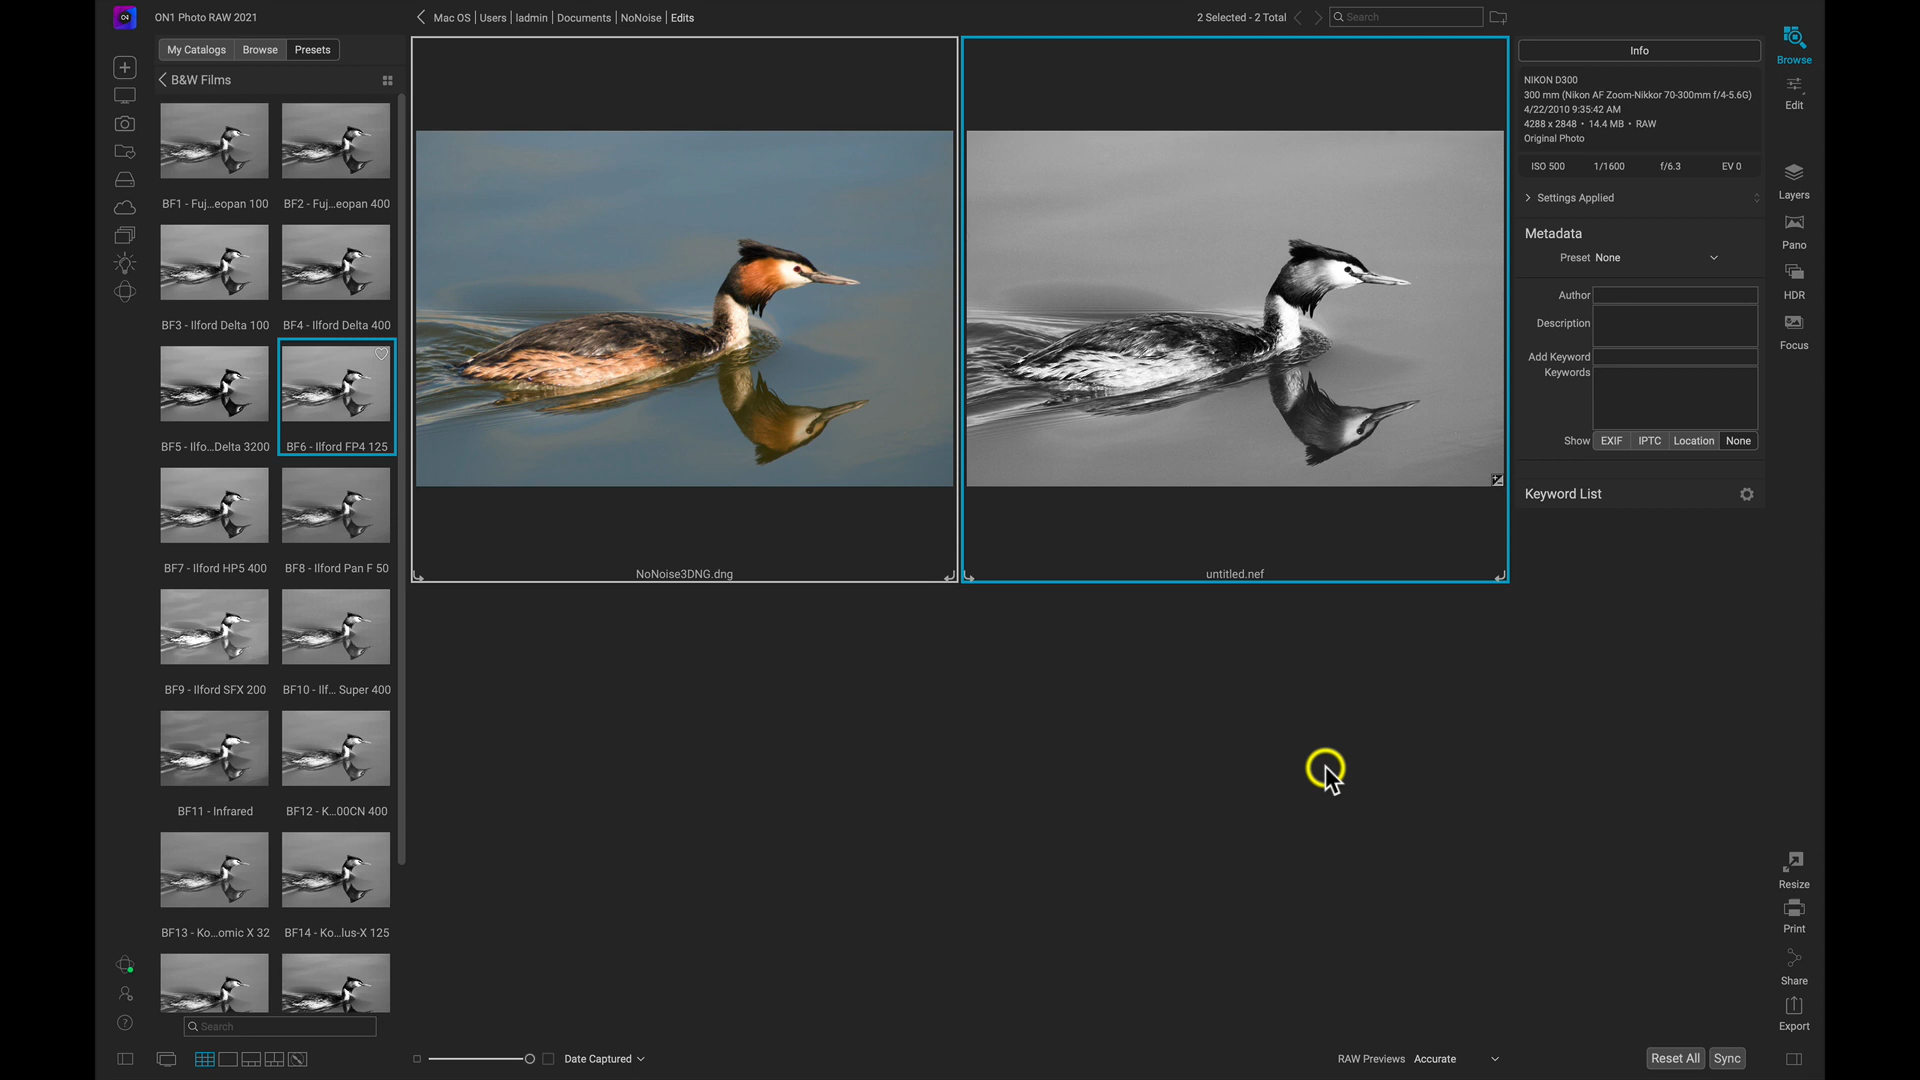 ON1 Photo RAW 2021
Mac OS | Users | ladmin | Documents | NoNoise | Edits
2 Selected - 2 Total
Search
My Catalogs Browse Presets
B&W Films
BF1 - Fuj...eopan 100 BF2 - Fuj...eopan 400
BF3 - Ilford Delta 100 BF4 - Ilford Delta 400
BF5 - Ilfo...Delta 3200 BF6 - Ilford FP4 125
BF7 - Ilford HP5 400 BF8 - Ilford Pan F 50
BF9 - Ilford SFX 200 BF10 - Ilf... Super 400
BF11 - Infrared BF12 - K...00CN 400
BF13 - Ko...omic X 32 BF14 - Ko...lus-X 125
Search
NoNoise3DNG.dng
untitled.nef
Date Captured
RAW Previews Accurate
Info
NIKON D300
300 mm (Nikon AF Zoom-Nikkor 70-300mm f/4-5.6G)
4/22/2010 9:35:42 AM
4288 x 2848 • 14.4 MB • RAW
Original Photo
ISO 500 1/1600 f/6.3 EV 0
Settings Applied
Metadata
Preset None
Author
Description
Add Keyword
Keywords
Show EXIF IPTC Location None
Keyword List
Reset All Sync
Browse
Edit
Layers
Pano
HDR
Focus
Resize
Print
Share
Export